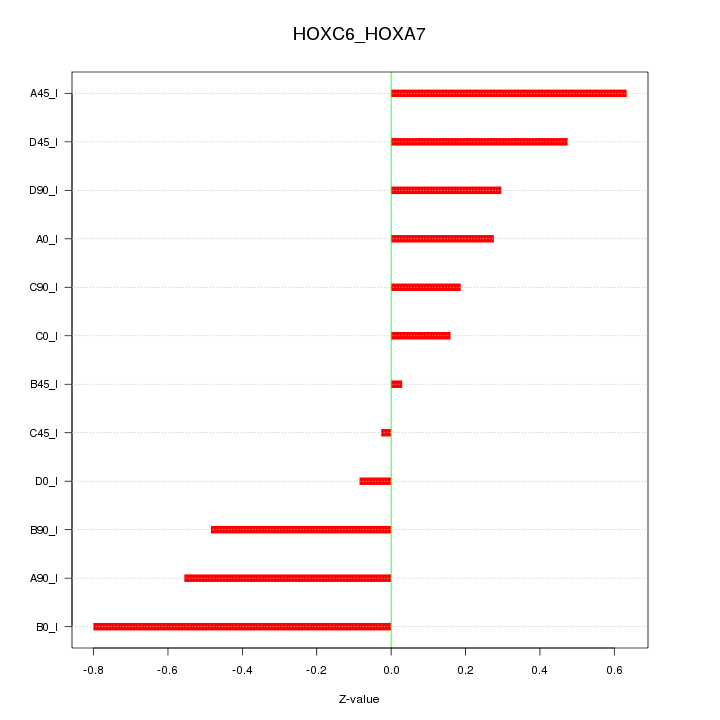 HOXC6_HOXA7
A45_I
D45_I
D90_I
A0_I
C90_I
C0_I
B45_I
C45_I
D0_I
B90_I
A90_I
B0_I
-0.8 -0.6 -0.4 -0.2 0.0 0.2 0.4 0.6
Z-value